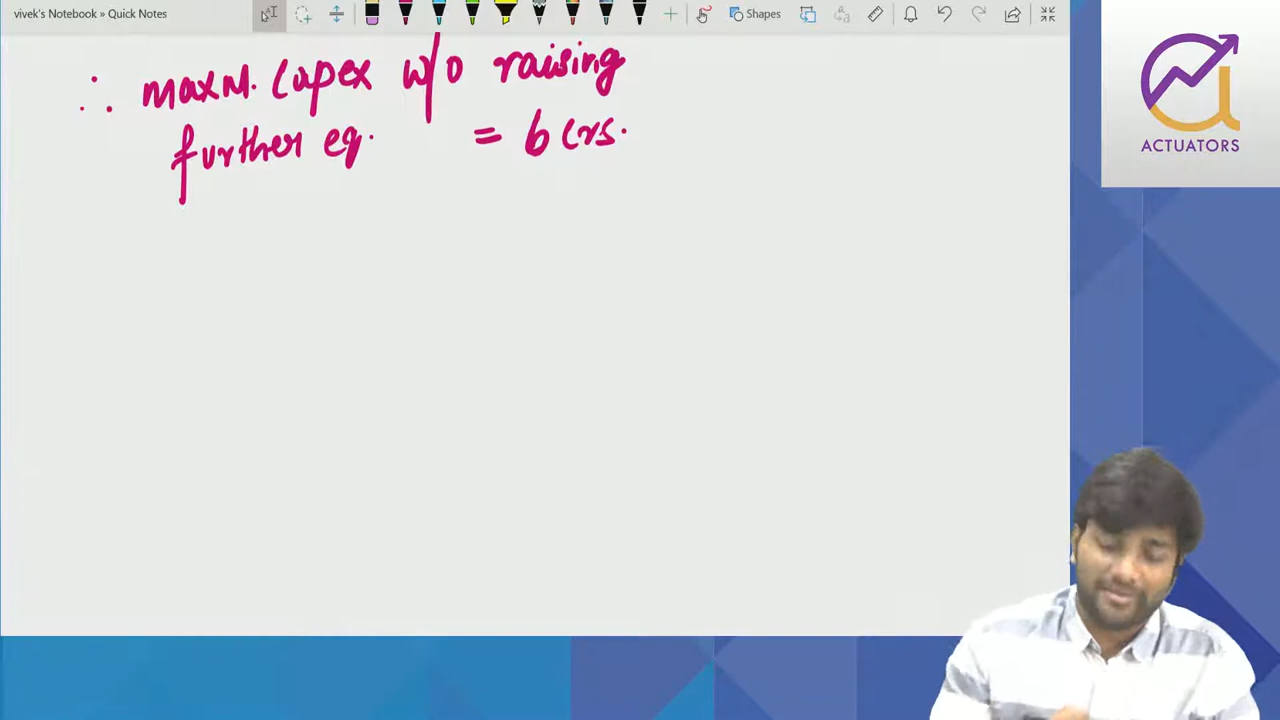 vivek's Notebook » Quick Notes
Shapes
∴ maxm. Capex w/o raising
further eq. = 6 Crs.
ACTUATORS